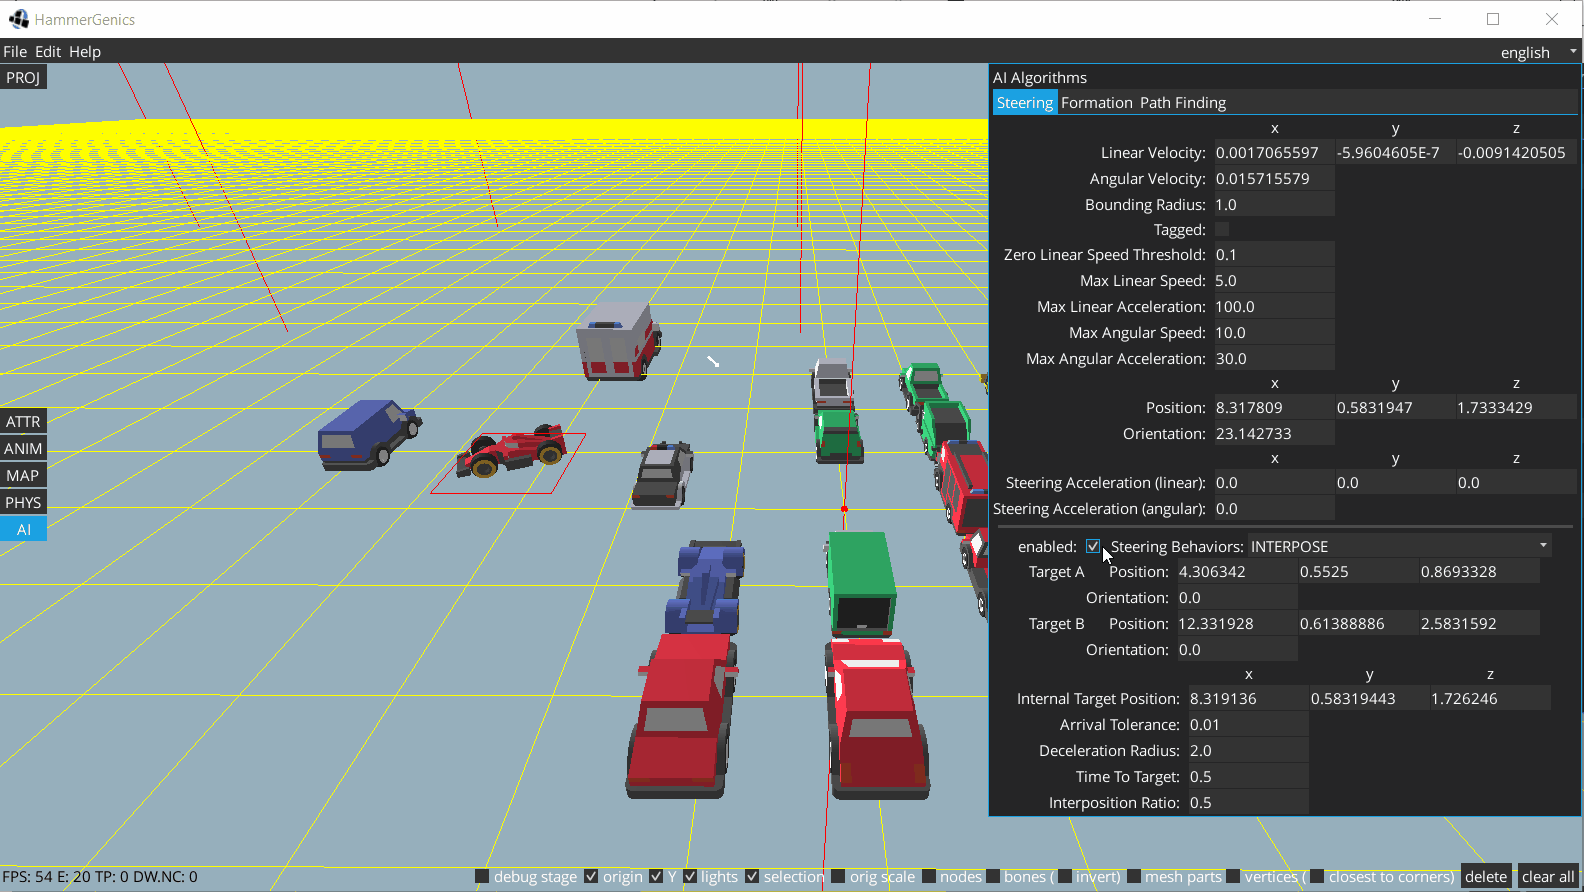 HammerGenics
File Edit Help
english
PROJ
AI Algorithms
Steering Formation Path Finding
x y z
Linear Velocity: 0.0017065597 -5.9604605E-7 -0.0091420505
Angular Velocity: 0.015715579
Bounding Radius: 1.0
Tagged:
Zero Linear Speed Threshold: 0.1
Max Linear Speed: 5.0
Max Linear Acceleration: 100.0
Max Angular Speed: 10.0
Max Angular Acceleration: 30.0
x y z
Position: 8.317809 0.5831947 1.7333429
Orientation: 23.142733
x y z
Steering Acceleration (linear): 0.0 0.0 0.0
Steering Acceleration (angular): 0.0
ATTR
ANIM
MAP
PHYS
AI
enabled: Steering Behaviors: INTERPOSE
Target A Position: 4.306342 0.5525 0.8693328
Orientation: 0.0
Target B Position: 12.331928 0.61388886 2.5831592
Orientation: 0.0
x y z
Internal Target Position: 8.319136 0.58319443 1.726246
Arrival Tolerance: 0.01
Deceleration Radius: 2.0
Time To Target: 0.5
Interposition Ratio: 0.5
FPS: 54 E: 20 TP: 0 DW.NC: 0 debug stage origin Y lights selection orig scale nodes bones ( invert) mesh parts vertices ( closest to corners) delete clear all